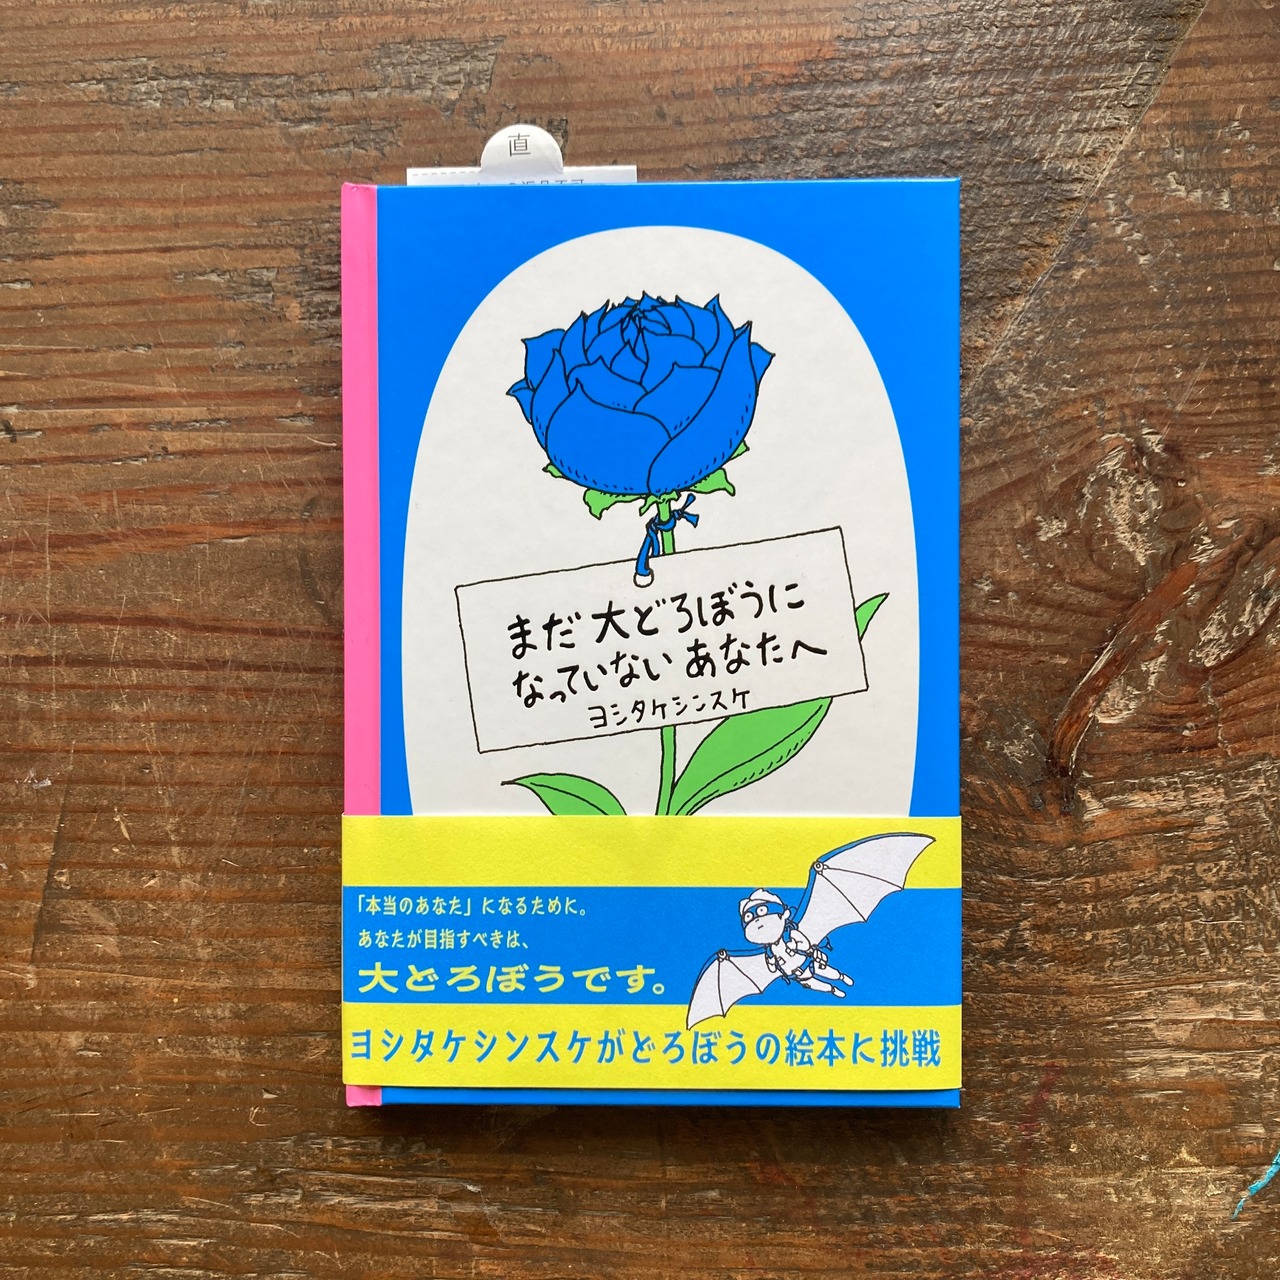 直
まだ 大どろぼうに
なっていない あなたへ
ヨシタケシンスケ
「本当のあなた」になるために。
あなたが目指すべきは、
大どろぼうです。
ヨシタケシンスケがどろぼうの絵本に挑戦